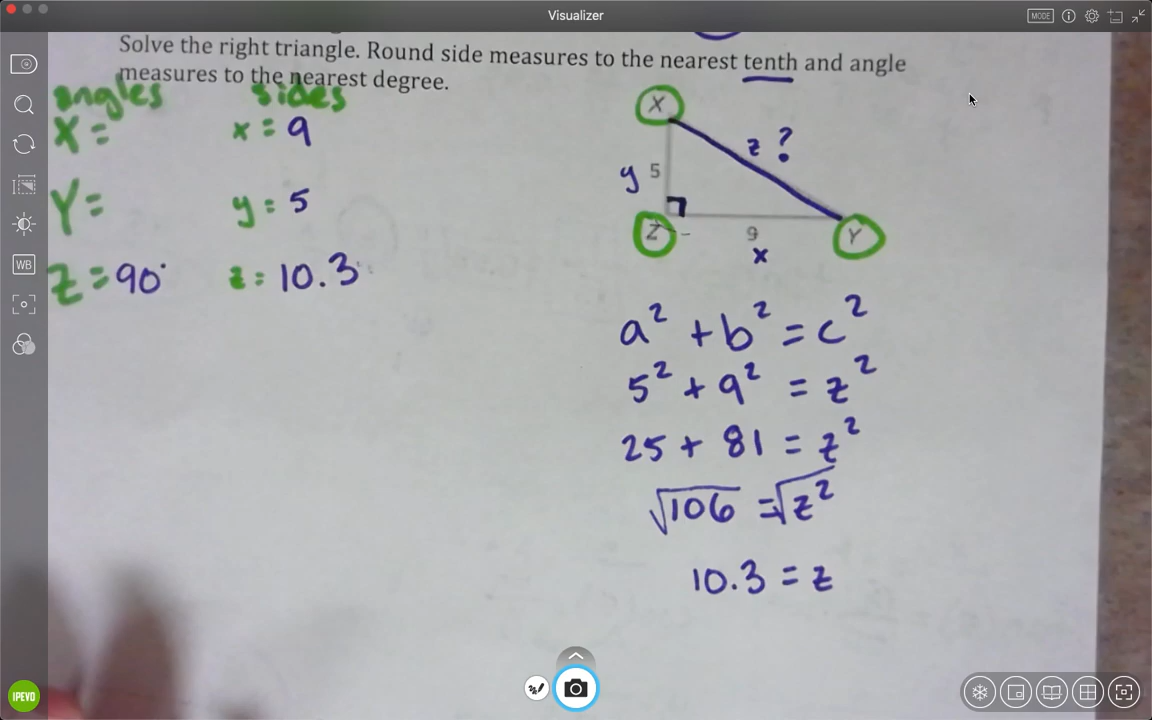 Visualizer
MODE
Solve the right triangle. Round side measures to the nearest tenth and angle
measures to the nearest degree.
angles sides
X = x = 9
Y = y = 5
Z = 90° z = 10.3
X
z ?
y 5
Z 9 Y
x
a² + b² = c²
5² + 9² = z²
25 + 81 = z²
√106 = √z²
10.3 = z
WB
IPEVO